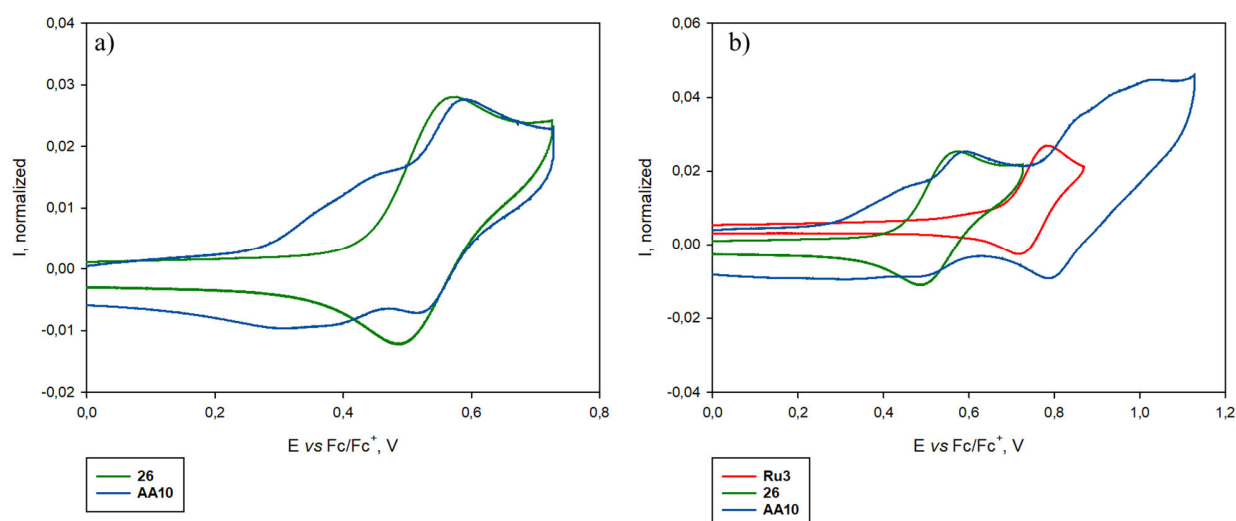 a)
0,04
0,03
0,02
0,01
0,00
-0,01
-0,02
I, normalized
0,0 0,2 0,4 0,6 0,8
E vs Fc/Fc+, V
26
AA10
b)
0,06
0,04
0,02
0,00
-0,02
-0,04
I, normalized
0,0 0,2 0,4 0,6 0,8 1,0 1,2
E vs Fc/Fc+, V
Ru3
26
AA10